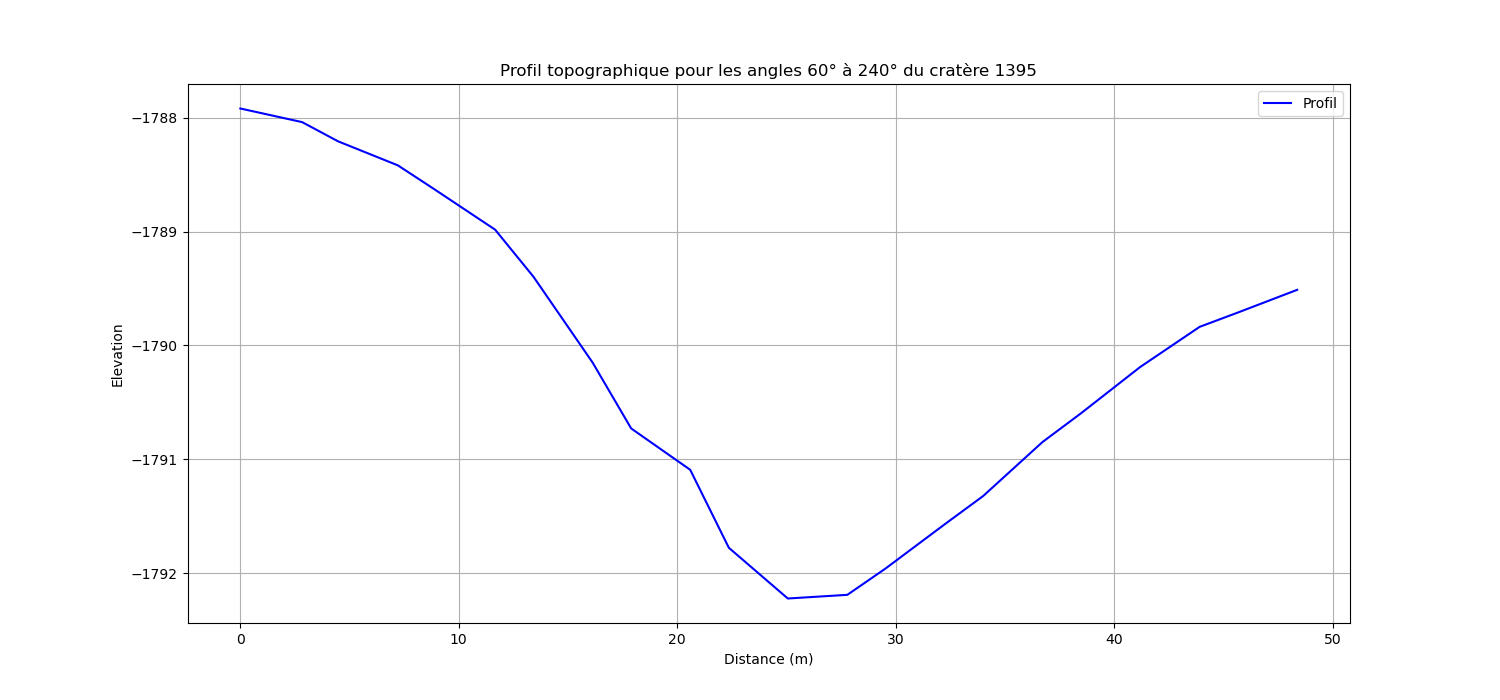 Profil topographique pour les angles 60° à 240° du cratère 1395
Profil
−1788
−1789
−1790
−1791
−1792
Elevation
0 10 20 30 40 50
Distance (m)